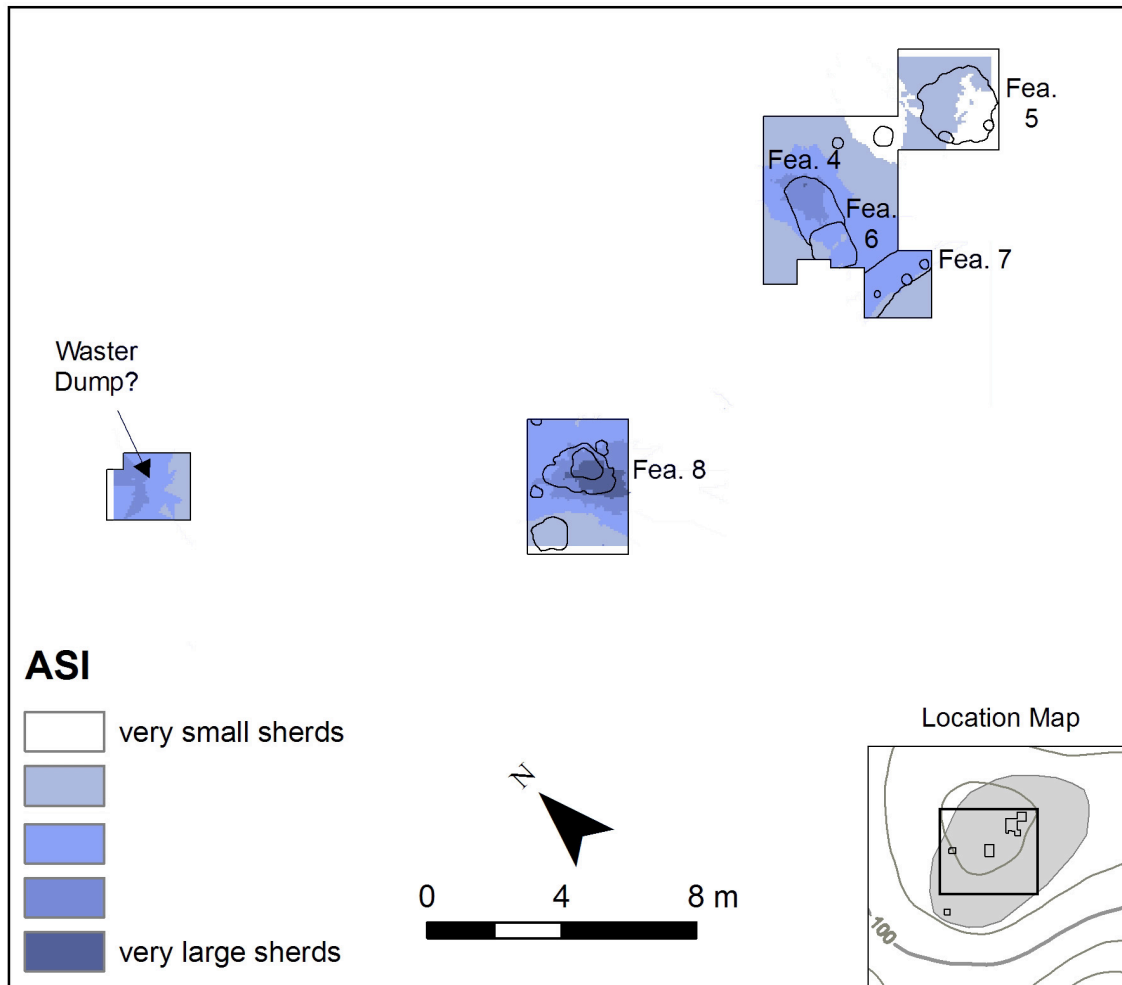 Fea.
5
Fea. 4
Fea.
6
Fea. 7
Waster
Dump?
Fea. 8
ASI
very small sherds
very large sherds
N
0 4 8 m
Location Map
100